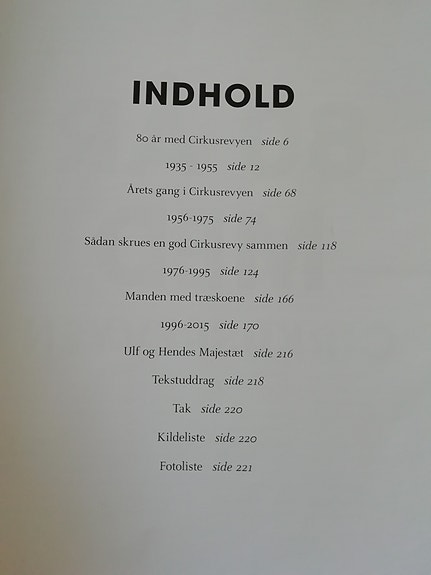 INDHOLD
80 år med Cirkusrevyen side 6
1935 - 1955 side 12
Årets gang i Cirkusrevyen side 68
1956-1975 side 74
Sådan skrues en god Cirkusrevy sammen side 118
1976-1995 side 124
Manden med træskoene side 166
1996-2015 side 170
Ulf og Hendes Majestæt side 216
Tekstuddrag side 218
Tak side 220
Kildeliste side 220
Fotoliste side 221